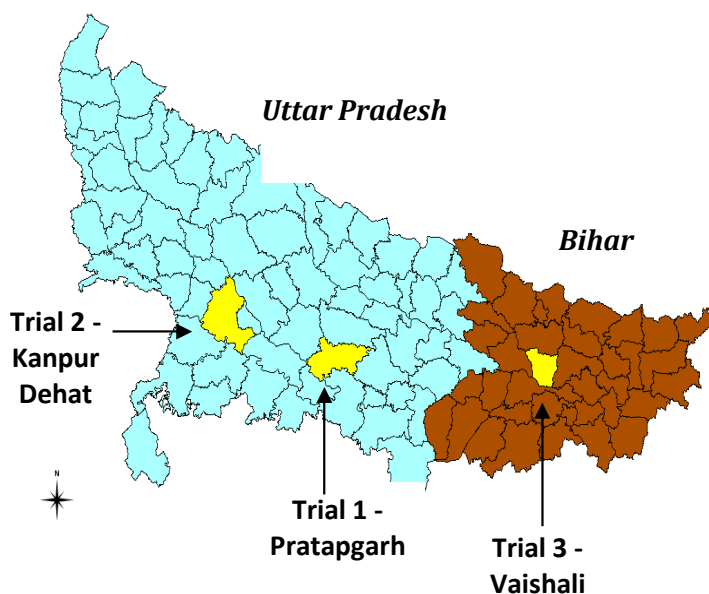 Uttar Pradesh
Bihar
Trial 2 -
Kanpur
Dehat
N
Trial 1 -
Pratapgarh
Trial 3 -
Vaishali